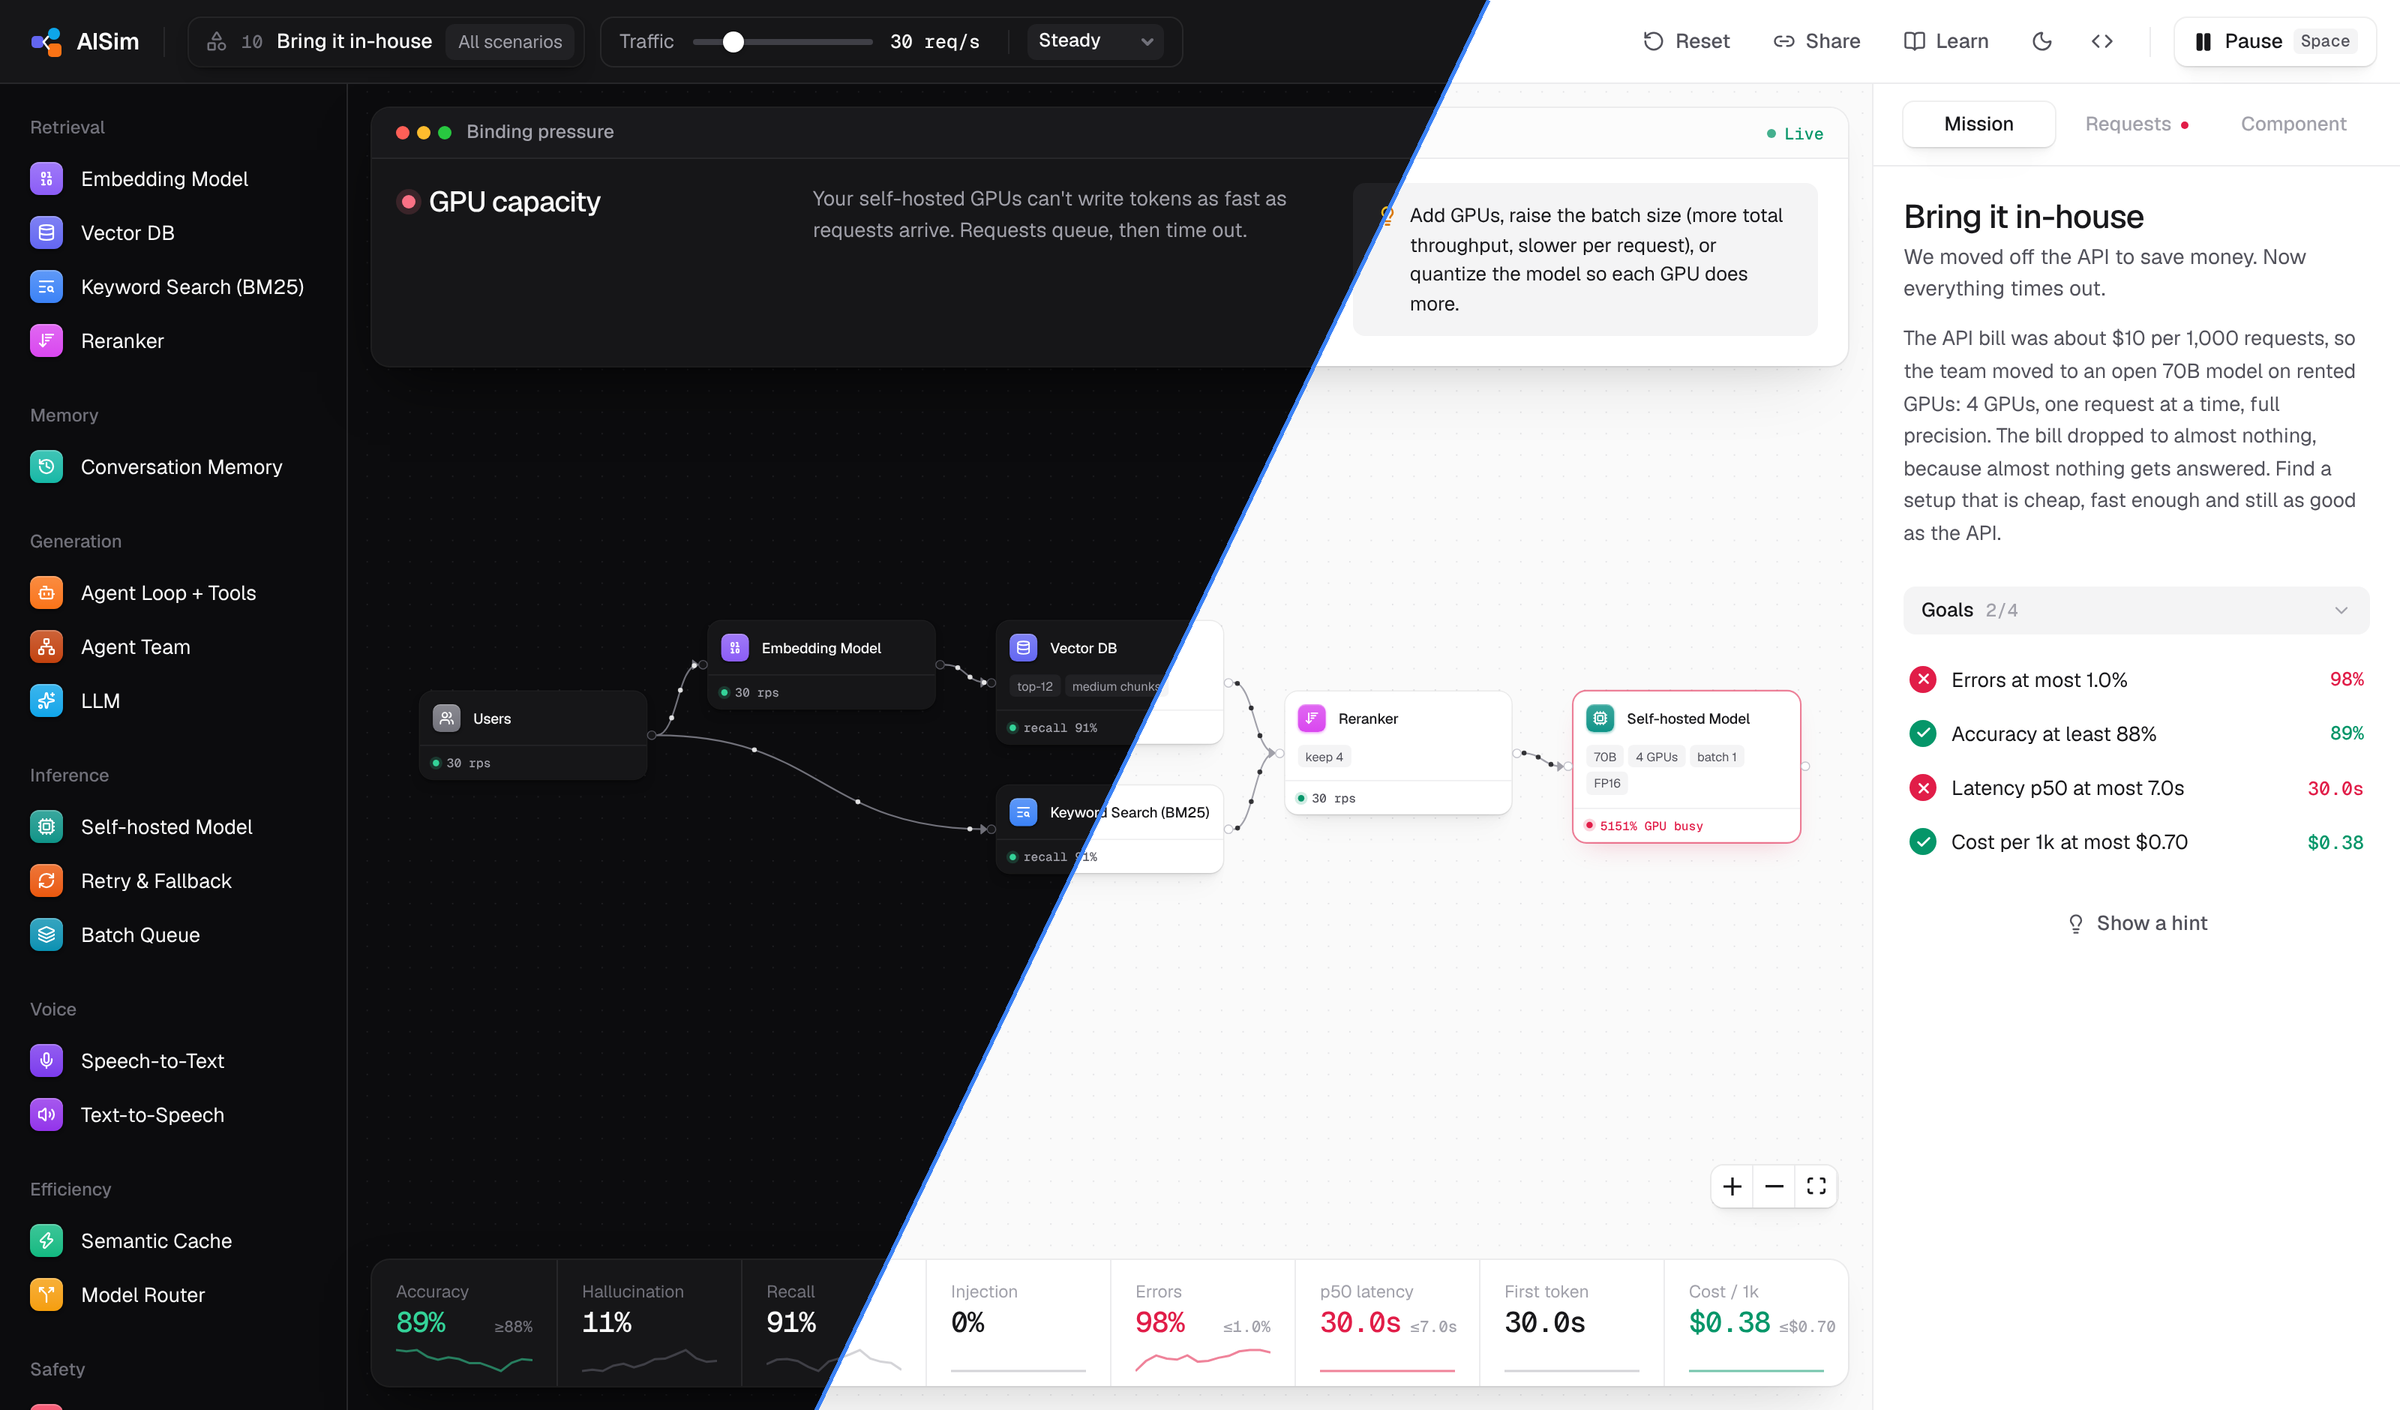 AISim
10 Bring it in-house All scenarios
Traffic 30 req/s Steady
Reset Share Learn Pause Space
Retrieval
Embedding Model
Vector DB
Keyword Search (BM25)
Reranker
Memory
Conversation Memory
Generation
Agent Loop + Tools
Agent Team
LLM
Inference
Self-hosted Model
Retry & Fallback
Batch Queue
Voice
Speech-to-Text
Text-to-Speech
Efficiency
Semantic Cache
Model Router
Safety
Binding pressure
Live
GPU capacity
Your self-hosted GPUs can't write tokens as fast as
requests arrive. Requests queue, then time out.
Add GPUs, raise the batch size (more total
throughput, slower per request), or
quantize the model so each GPU does
more.
Users
30 rps
Embedding Model
30 rps
Vector DB
top-12 medium chunks
recall 91%
Keyword Search (BM25)
recall 91%
Reranker
keep 4
30 rps
Self-hosted Model
70B 4 GPUs batch 1
FP16
5151% GPU busy
Accuracy
89% ≥88%
Hallucination
11%
Recall
91%
Injection
0%
Errors
98% ≤1.0%
p50 latency
30.0s ≤7.0s
First token
30.0s
Cost / 1k
$0.38 ≤$0.70
Mission Requests Component
Bring it in-house
We moved off the API to save money. Now
everything times out.
The API bill was about $10 per 1,000 requests, so
the team moved to an open 70B model on rented
GPUs: 4 GPUs, one request at a time, full
precision. The bill dropped to almost nothing,
because almost nothing gets answered. Find a
setup that is cheap, fast enough and still as good
as the API.
Goals 2/4
Errors at most 1.0% 98%
Accuracy at least 88% 89%
Latency p50 at most 7.0s 30.0s
Cost per 1k at most $0.70 $0.38
Show a hint